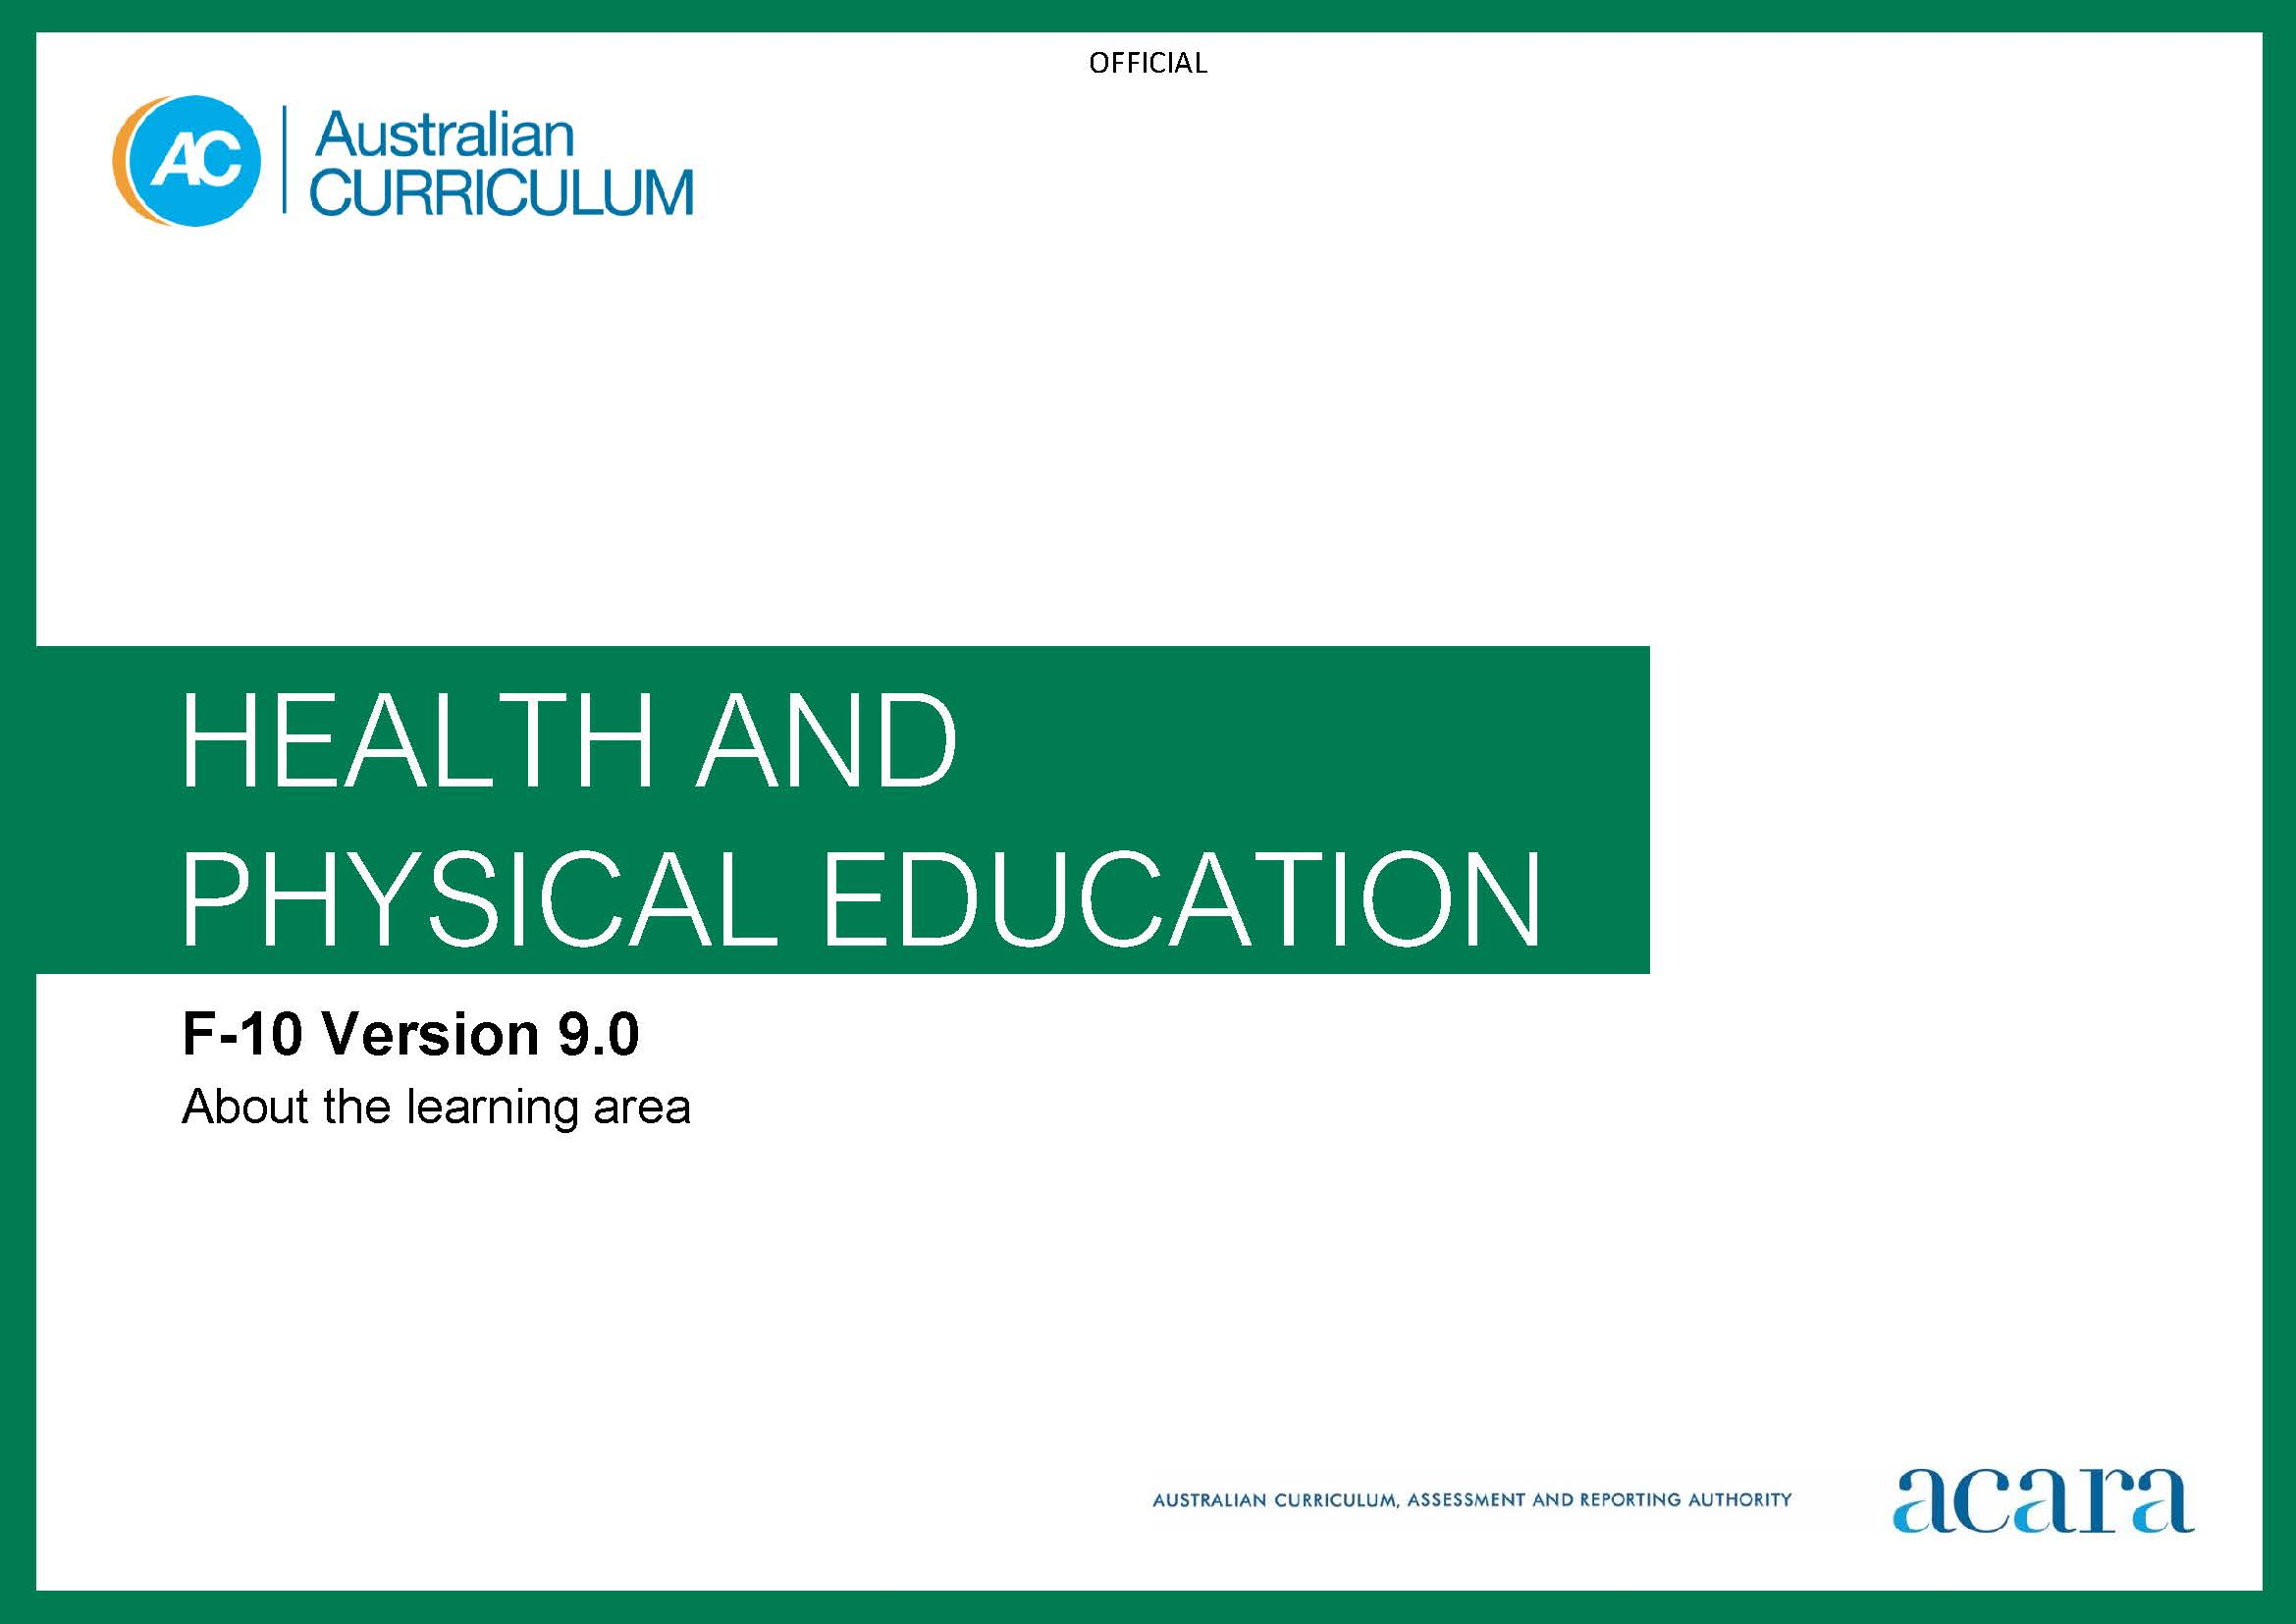 OFFICIAL
AC
Australian
CURRICULUM
HEALTH AND
PHYSICAL EDUCATION
F-10 Version 9.0
About the learning area
AUSTRALIAN CURRICULUM, ASSESSMENT AND REPORTING AUTHORITY
acara